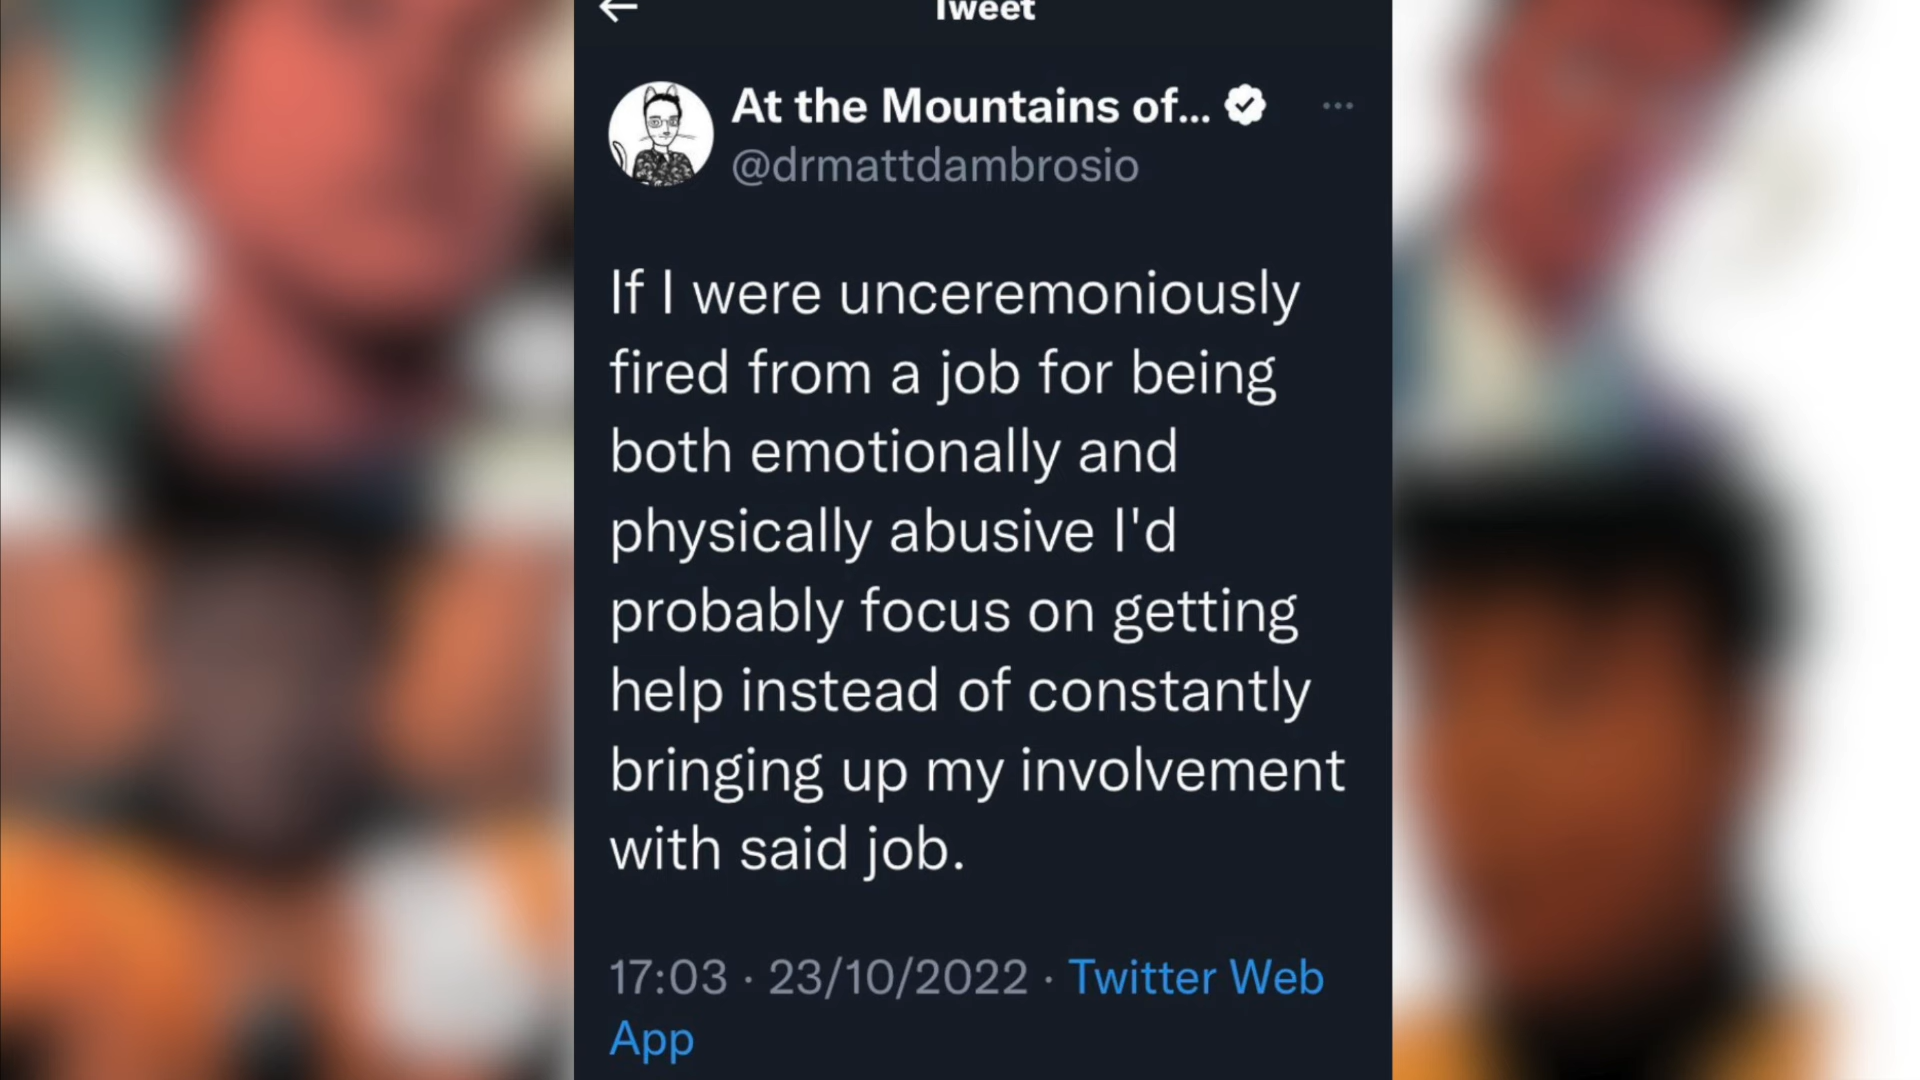 Tweet
At the Mountains of...
@drmattdambrosio
If I were unceremoniously
fired from a job for being
both emotionally and
physically abusive I'd
probably focus on getting
help instead of constantly
bringing up my involvement
with said job.
17:03 · 23/10/2022 · Twitter Web
App